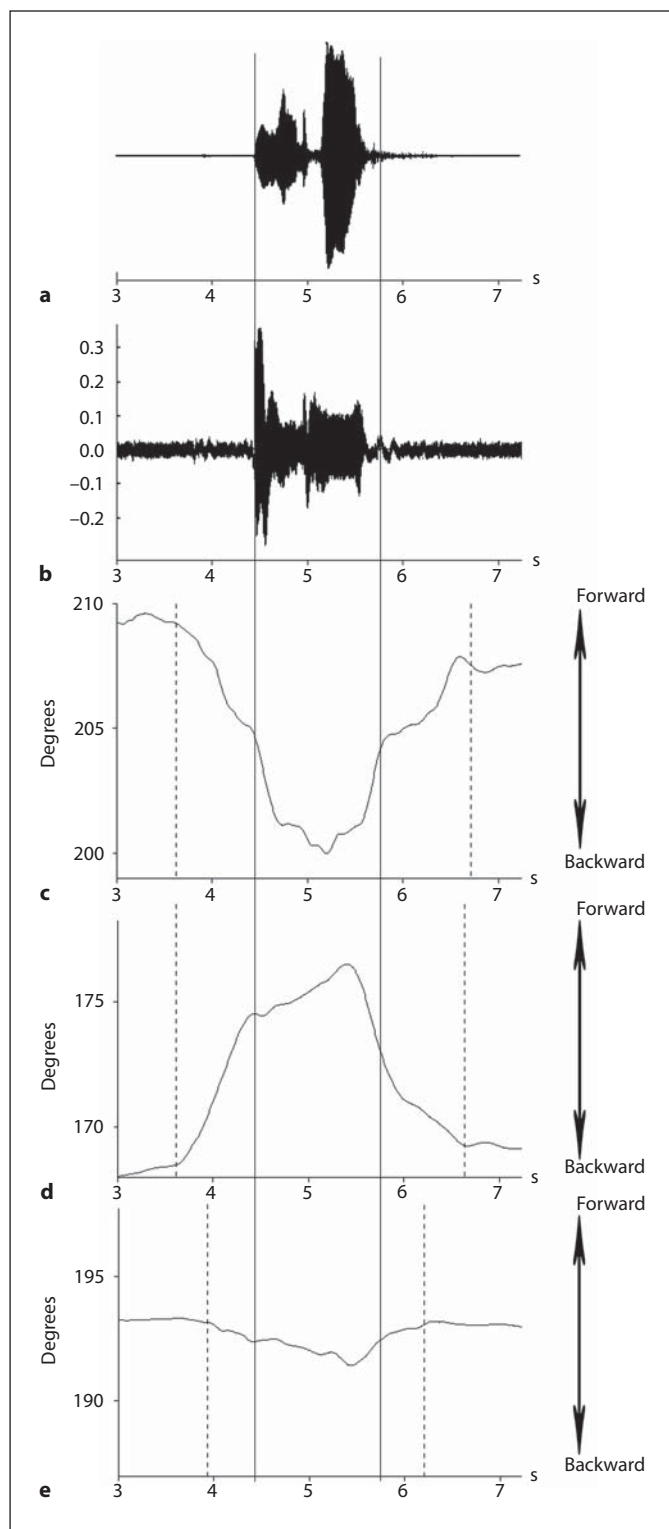 s
a 3 4 5 6 7
0.3
0.2
0.1
0.0
−0.1
−0.2
s
b 3 4 5 6 7
Forward
210
205
Degrees
200
Backward
s
c 3 4 5 6 7
Forward
175
Degrees
170
Backward
s
d 3 4 5 6 7
Forward
195
Degrees
190
Backward
s
e 3 4 5 6 7